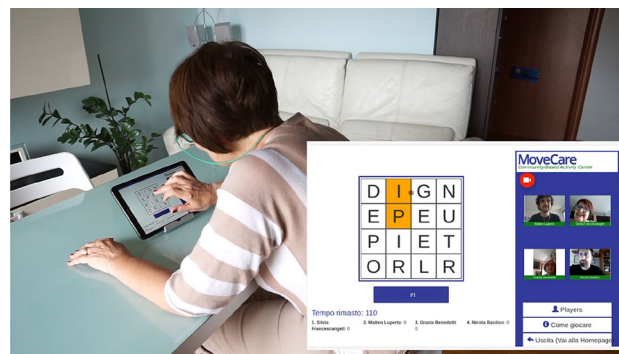 MoveCare
Community-Based Activity Center
D I G N
E P E U
P I E T
O R L R
PI
Tempo rimasto: 110
1. Silvia Francescangeli: 0
2. Matteo Luperto: 0
3. Grazia Benedetti 0
4. Nicola Basilico: 0
Players
Come giocare
Uscita (Vai alla Homepage